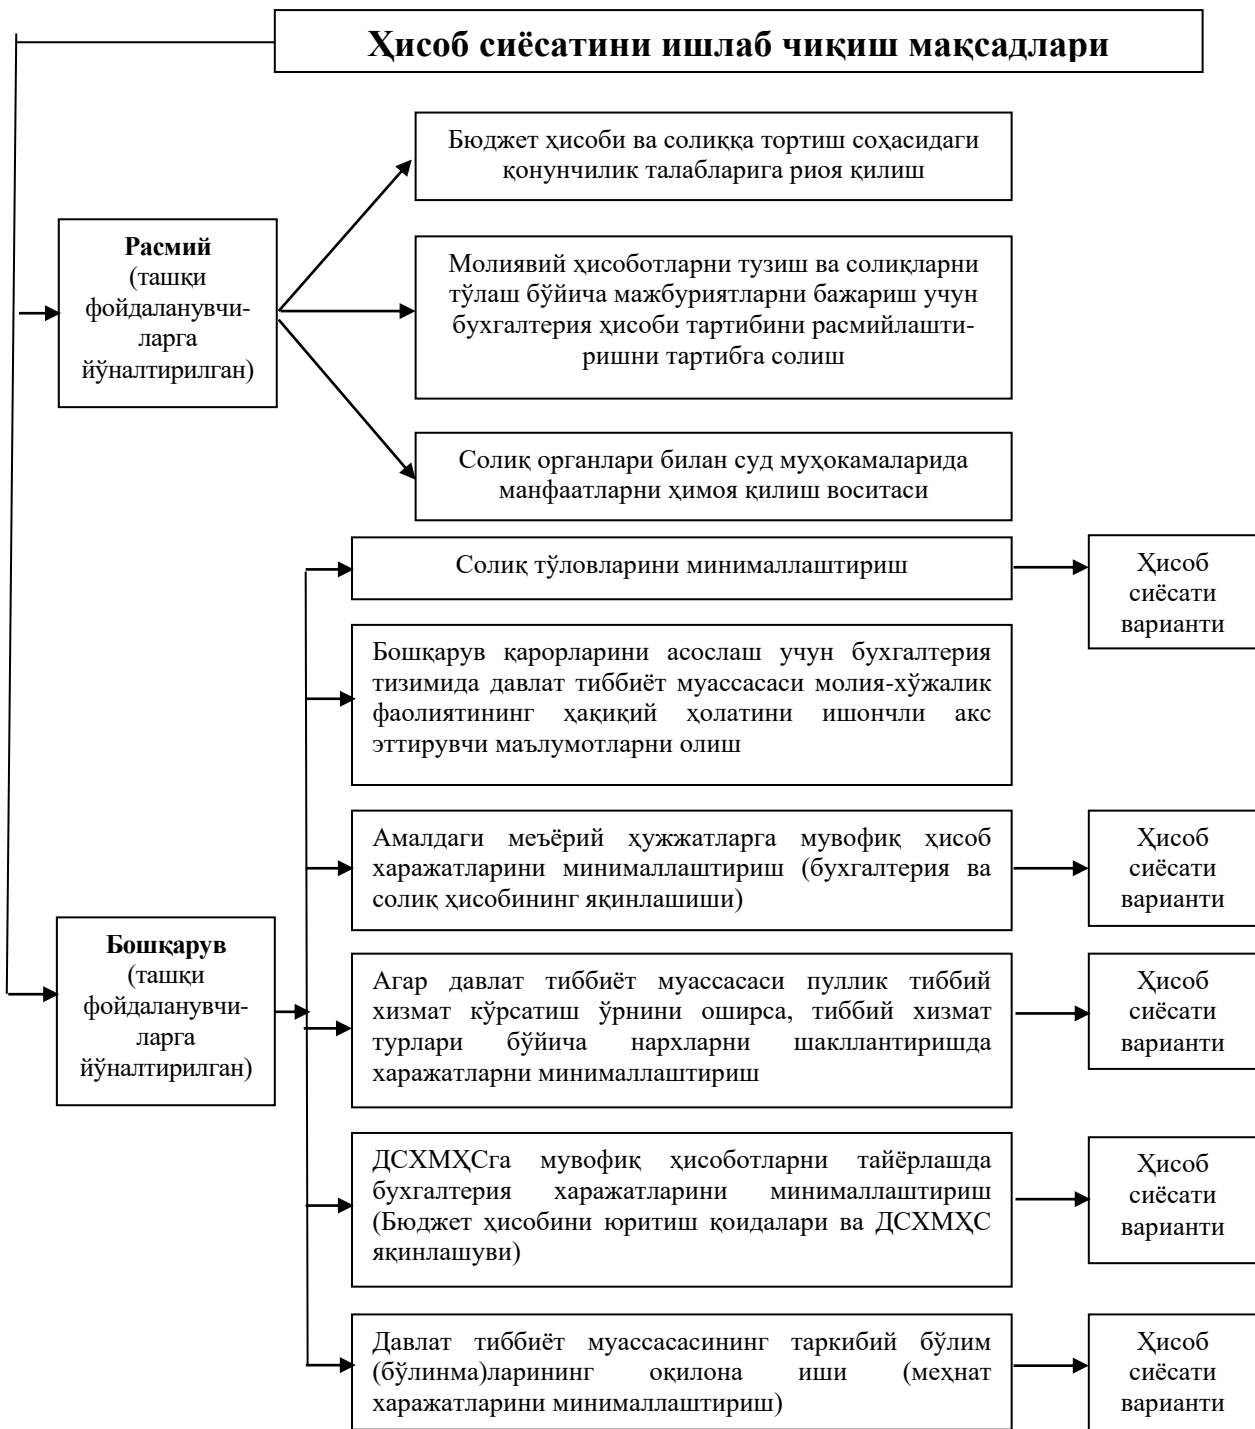 Ҳисоб сиёсатини ишлаб чиқиш мақсадлари
Бюджет ҳисоби ва солиққа тортиш соҳасидаги
қонунчилик талабларига риоя қилиш
Расмий
(ташқи
фойдаланувчи-
ларга
йўналтирилган)
Молиявий ҳисоботларни тузиш ва солиқларни
тўлаш бўйича мажбуриятларни бажариш учун
бухгалтерия ҳисоби тартибини расмийлашти-
ришни тартибга солиш
Солиқ органлари билан суд муҳокамаларида
манфаатларни ҳимоя қилиш воситаси
Солиқ тўловларини минималлаштириш
Ҳисоб
сиёсати
варианти
Бошқарув қарорларини асослаш учун бухгалтерия
тизимида давлат тиббиёт муассасаси молия-хўжалик
фаолиятининг ҳақиқий ҳолатини ишончли акс
эттирувчи маълумотларни олиш
Амалдаги меъёрий ҳужжатларга мувофиқ ҳисоб
харажатларини минималлаштириш (бухгалтерия ва
солиқ ҳисобининг яқинлашиши)
Ҳисоб
сиёсати
варианти
Бошқарув
(ташқи
фойдаланувчи-
ларга
йўналтирилган)
Агар давлат тиббиёт муассасаси пуллик тиббий
хизмат кўрсатиш ўрнини оширса, тиббий хизмат
турлари бўйича нархларни шакллантиришда
харажатларни минималлаштириш
Ҳисоб
сиёсати
варианти
ДСХМҲСга мувофиқ ҳисоботларни тайёрлашда
бухгалтерия харажатларини минималлаштириш
(Бюджет ҳисобини юритиш қоидалари ва ДСХМҲС
яқинлашуви)
Ҳисоб
сиёсати
варианти
Давлат тиббиёт муассасасининг таркибий бўлим
(бўлинма)ларининг оқилона иши (меҳнат
харажатларини минималлаштириш)
Ҳисоб
сиёсати
варианти